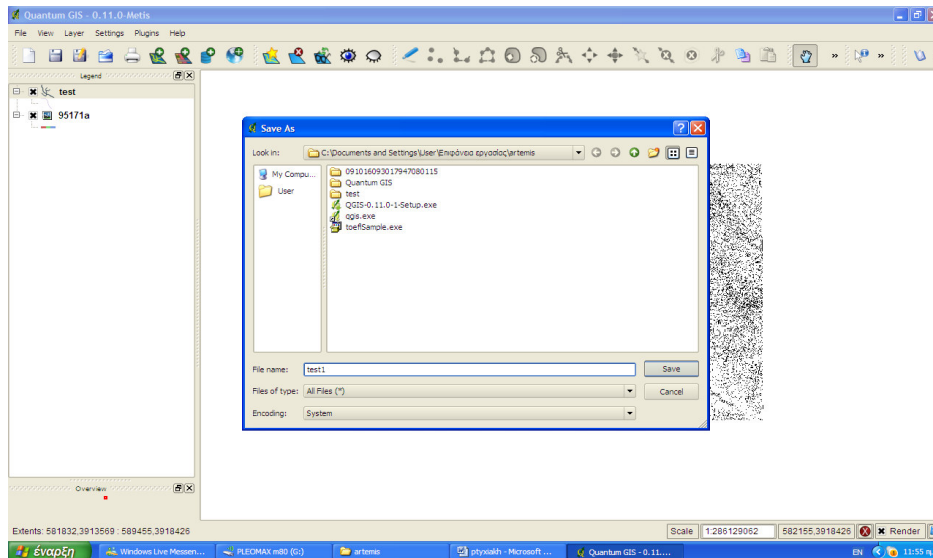 Quantum GIS - 0.11.0-Metis
File View Layer Settings Plugins Help
Legend
test
95171a
Save As
Look in: C:\Documents and Settings\User\Επιφάνεια εργασίας\artemis
My Compu...
User
091016093017947080115
Quantum GIS
test
QGIS-0.11.0-1-Setup.exe
qgis.exe
toeflSample.exe
File name: test1 Save
Files of type: All Files (*) Cancel
Encoding: System
Overview
Extents: 581832,3913569 : 589455,3918426 Scale 1:286129062 582155,3918426 Render
έναρξη Windows Live Messen... PLEOMAX m80 (G:) artemis ptyxiakh - Microsoft ... Quantum GIS - 0.11.... EN 11:55